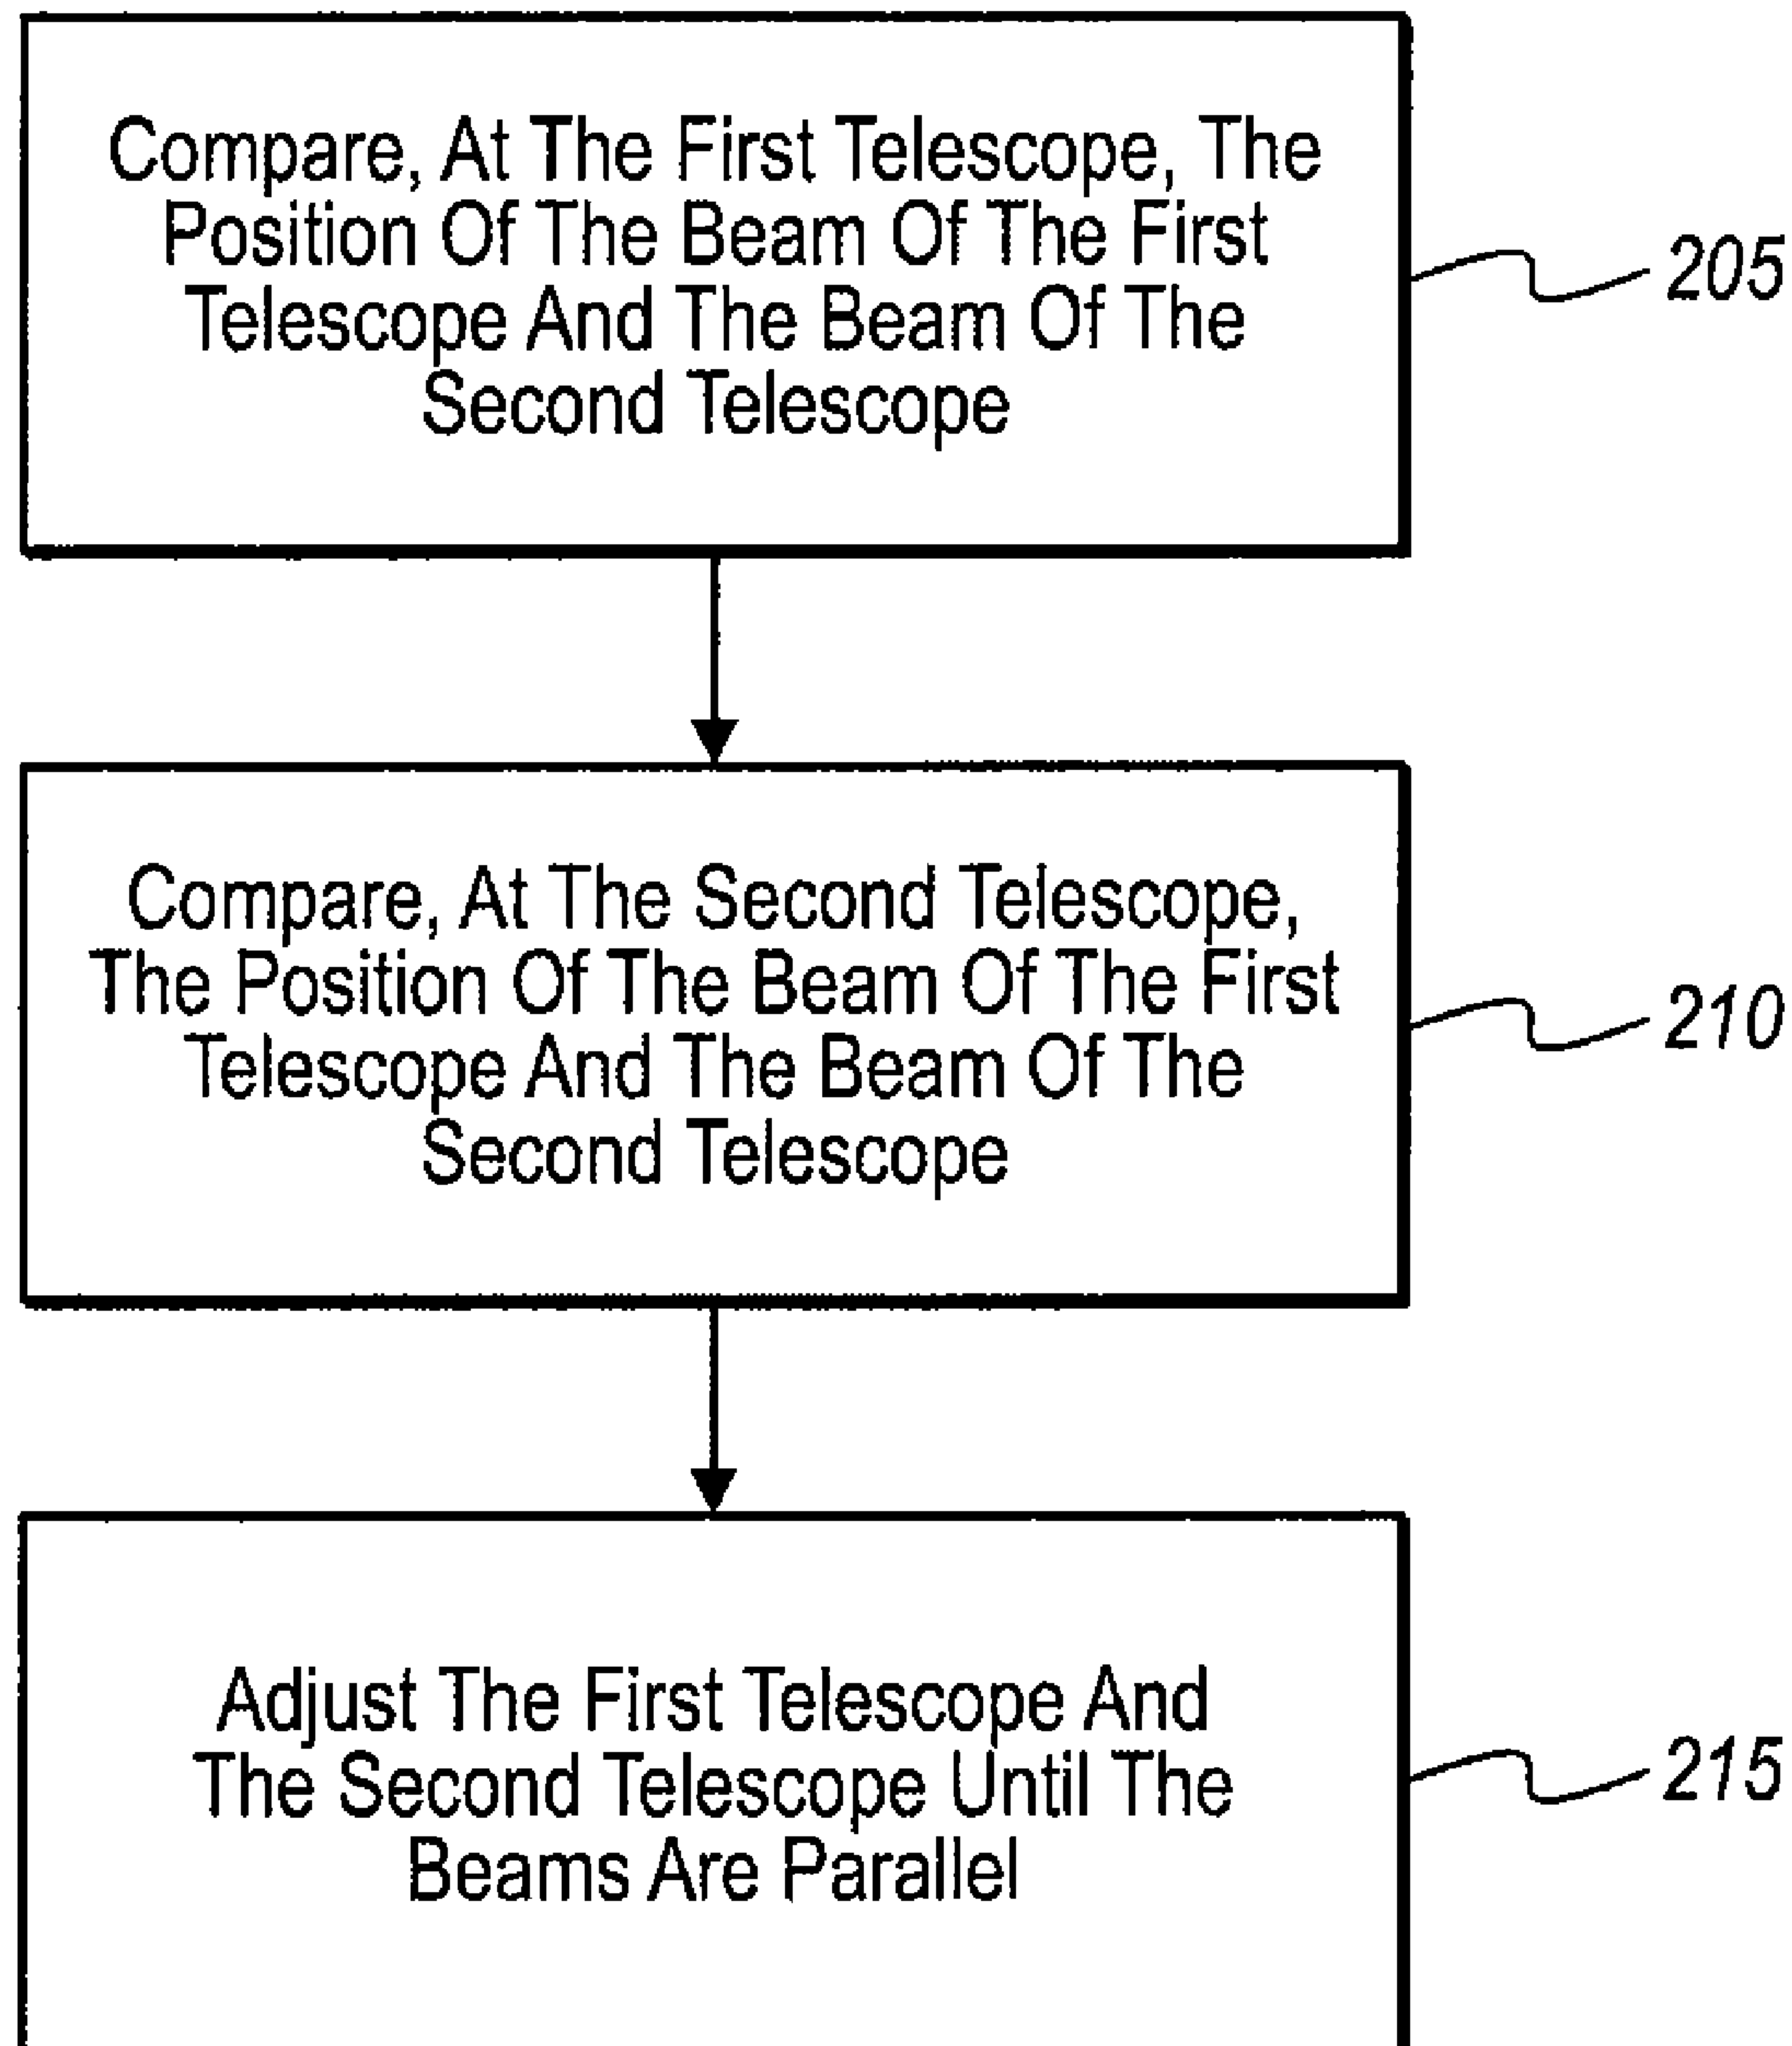 Compare, At The First Telescope, The
Position Of The Beam Of The First
Telescope And The Beam Of The
Second Telescope
205
Compare, At The Second Telescope,
The Position Of The Beam Of The First
Telescope And The Beam Of The
Second Telescope
210
Adjust The First Telescope And
The Second Telescope Until The
Beams Are Parallel
215